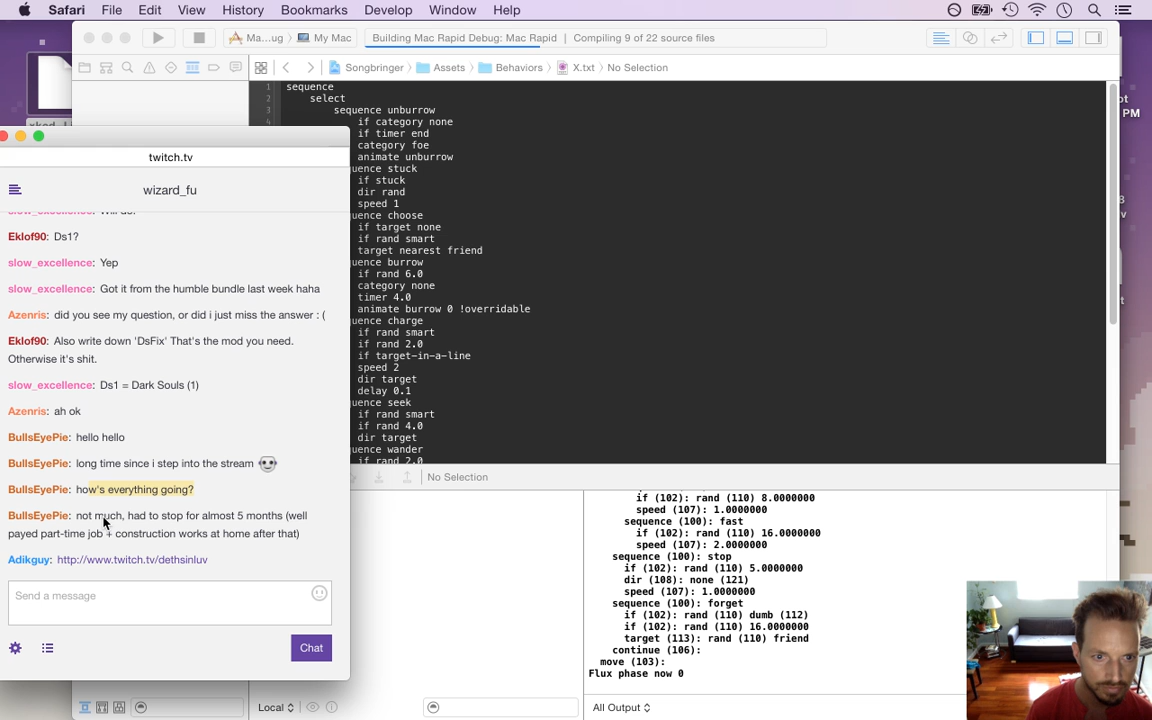 Safari File Edit View History Bookmarks Develop Window Help
Ma...ug My Mac Building Mac Rapid Debug: Mac Rapid | Compiling 9 of 22 source files
Songbringer Assets Behaviors X.txt No Selection
1 sequence
2 select
3 sequence unburrow
4 if category none
if timer end
category foe
animate unburrow
uence stuck
if stuck
dir rand
speed 1
uence choose
if target none
if rand smart
target nearest friend
uence burrow
if rand 6.0
category none
timer 4.0
animate burrow 0 !overridable
uence charge
if rand smart
if rand 2.0
if target-in-a-line
speed 2
dir target
delay 0.1
uence seek
if rand smart
if rand 4.0
dir target
uence wander
if rand 2.0
twitch.tv
wizard_fu
slow_excellence: Will do!
Eklof90: Ds1?
slow_excellence: Yep
slow_excellence: Got it from the humble bundle last week haha
Azenris: did you see my question, or did i just miss the answer : (
Eklof90: Also write down 'DsFix' That's the mod you need.
Otherwise it's shit.
slow_excellence: Ds1 = Dark Souls (1)
Azenris: ah ok
BullsEyePie: hello hello
BullsEyePie: long time since i step into the stream
BullsEyePie: how's everything going?
BullsEyePie: not much, had to stop for almost 5 months (well
payed part-time job + construction works at home after that)
Adikguy: http://www.twitch.tv/dethsinluv
Send a message
Chat
No Selection
if (102): rand (110) 8.0000000
speed (107): 1.0000000
sequence (100): fast
if (102): rand (110) 16.0000000
speed (107): 2.0000000
sequence (100): stop
if (102): rand (110) 5.0000000
dir (108): none (121)
speed (107): 1.0000000
sequence (100): forget
if (102): rand (110) dumb (112)
if (102): rand (110) 16.0000000
target (113): rand (110) friend
continue (106):
move (103):
Flux phase now 0
Local
All Output
ot
PM
8
v
t